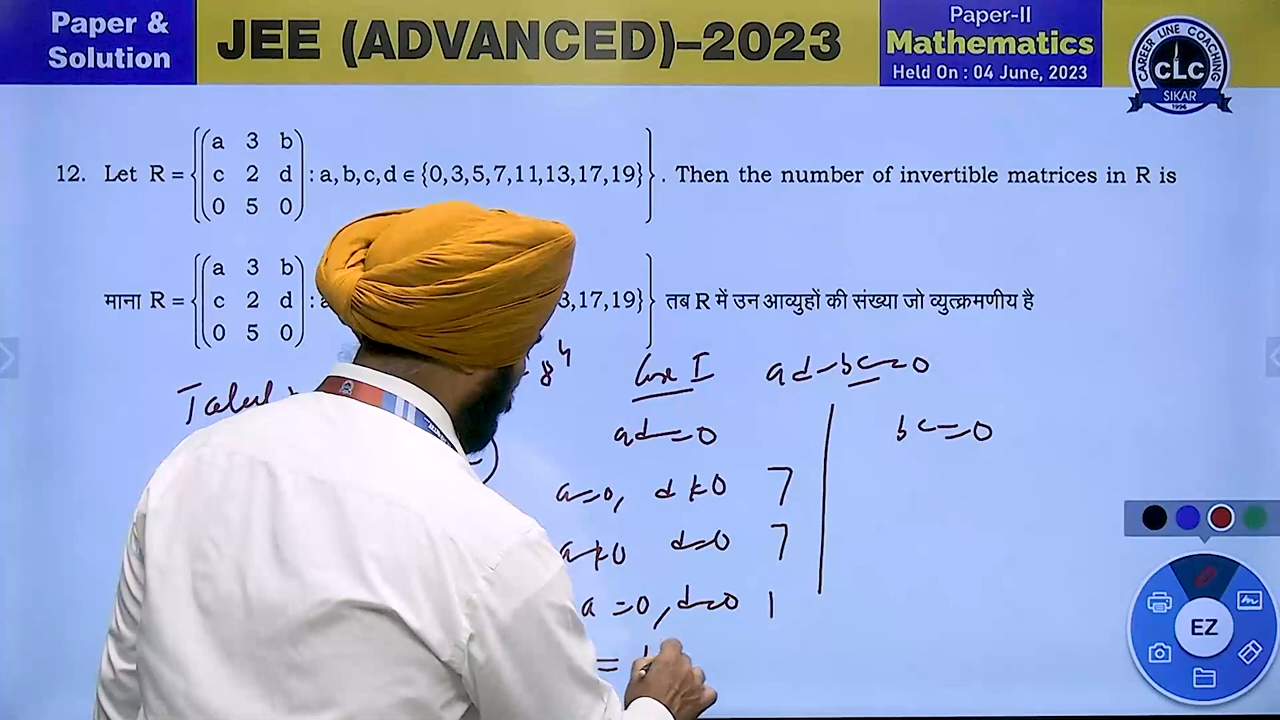 Paper &
Solution
JEE (ADVANCED)–2023
Paper-II
Mathematics
Held On : 04 June, 2023
CAREER LINE COACHING
CLC
SIKAR
1996
12. Let R = {(a 3 b
c 2 d
0 5 0) : a,b,c,d ∈ {0,3,5,7,11,13,17,19}}. Then the number of invertible matrices in R is
माना R = {(a 3 b
c 2 d
0 5 0) : 3,17,19}} तब R में उन आव्युहों की संख्या जो व्युत्क्रमणीय है
8⁴
Case I ad-bc=0
ad=0
bc=0
a=0, d≠0 7
a≠0 d=0 7
a=0, d=0 1
=
EZ